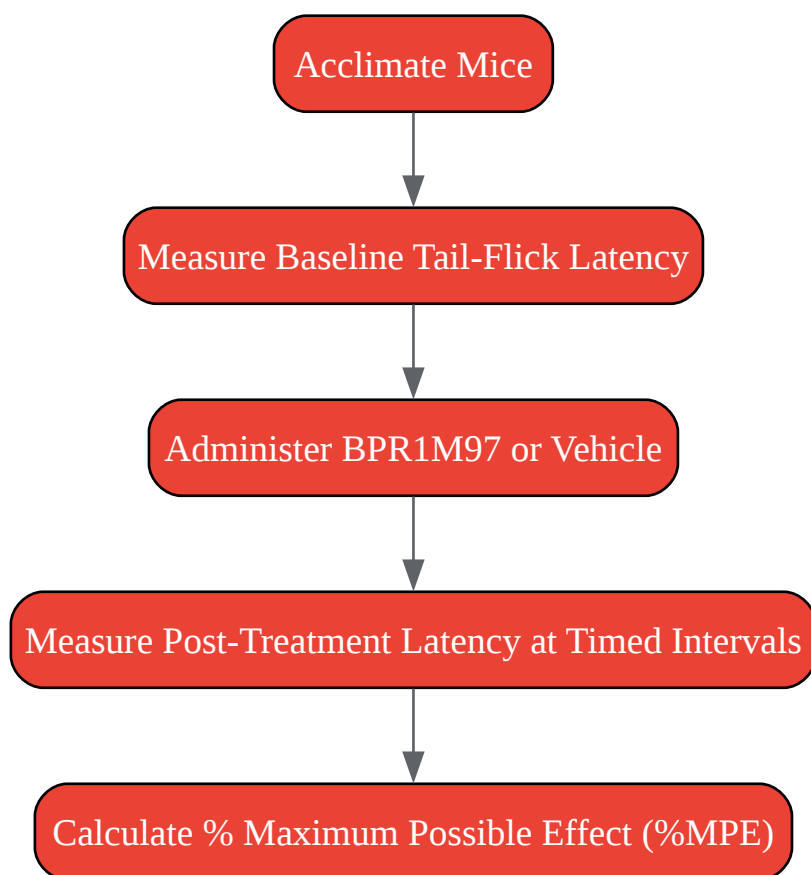 Acclimate Mice
Measure Baseline Tail-Flick Latency
Administer BPR1M97 or Vehicle
Measure Post-Treatment Latency at Timed Intervals
Calculate % Maximum Possible Effect (%MPE)